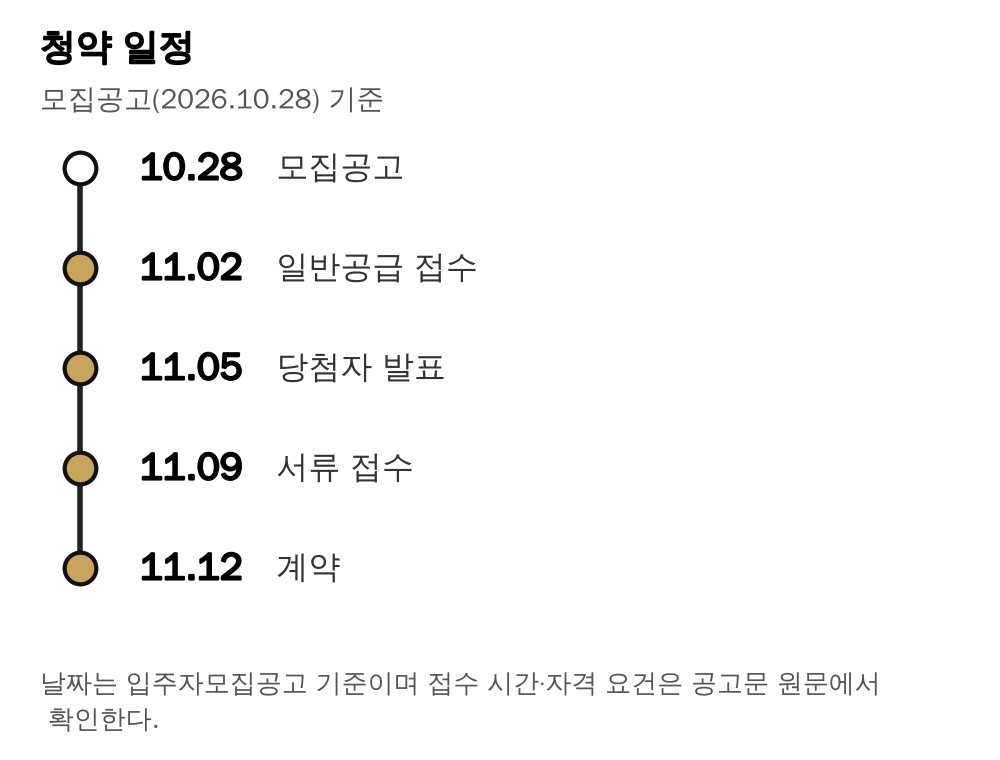 청약 일정
모집공고(2026.10.28) 기준
10.28 모집공고
11.02 일반공급 접수
11.05 당첨자 발표
11.09 서류 접수
11.12 계약
날짜는 입주자모집공고 기준이며 접수 시간·자격 요건은 공고문 원문에서
확인한다.